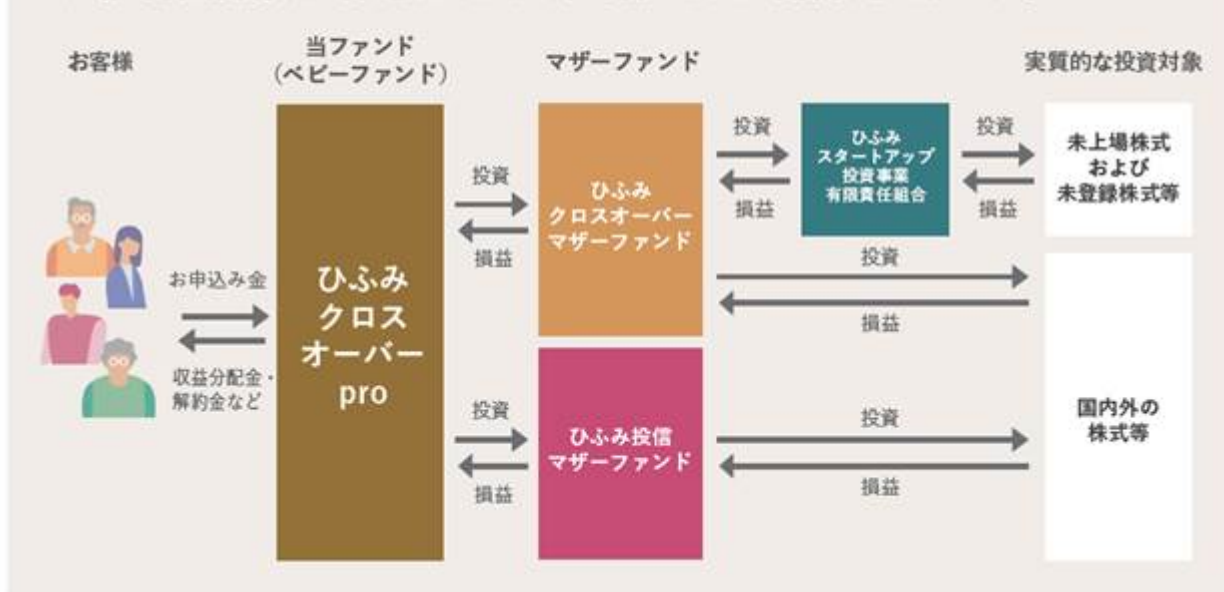 お客様
当ファンド
（ベビーファンド）
マザーファンド
実質的な投資対象
お申込み金
収益分配金・
解約金など
ひふみ
クロス
オーバー
pro
投資
損益
ひふみ
クロスオーバー
マザーファンド
投資
損益
ひふみ
スタートアップ
投資事業
有限責任組合
投資
損益
未上場株式
および
未登録株式等
投資
損益
投資
損益
ひふみ投信
マザーファンド
投資
損益
国内外の
株式等